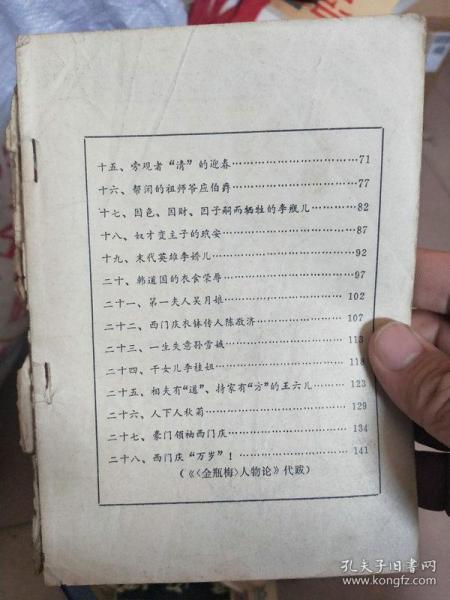 十五、旁观者“清”的迎春……………………………71
十六、帮闲的祖师爷应伯爵……………………77
十七、因色、因财、因子嗣而牺牲的李瓶儿………82
十八、奴才变主子的玳安………………………87
十九、末代英雄李娇儿…………………………92
二十、韩道国的衣食荣辱………………………97
二十一、第一夫人吴月娘………………………102
二十二、西门庆衣钵传人陈敬济………………107
二十三、一生失意孙雪娥………………………113
二十四、干女儿李桂姐…………………………118
二十五、相夫有“道”、持家有“方”的王六儿……123
二十六、人下人秋菊……………………………129
二十七、豪门领袖西门庆………………………134
二十八、西门庆“万岁”！………………………141
（《〈金瓶梅〉人物论》代跋）
孔夫子旧书网
www.kongfz.com